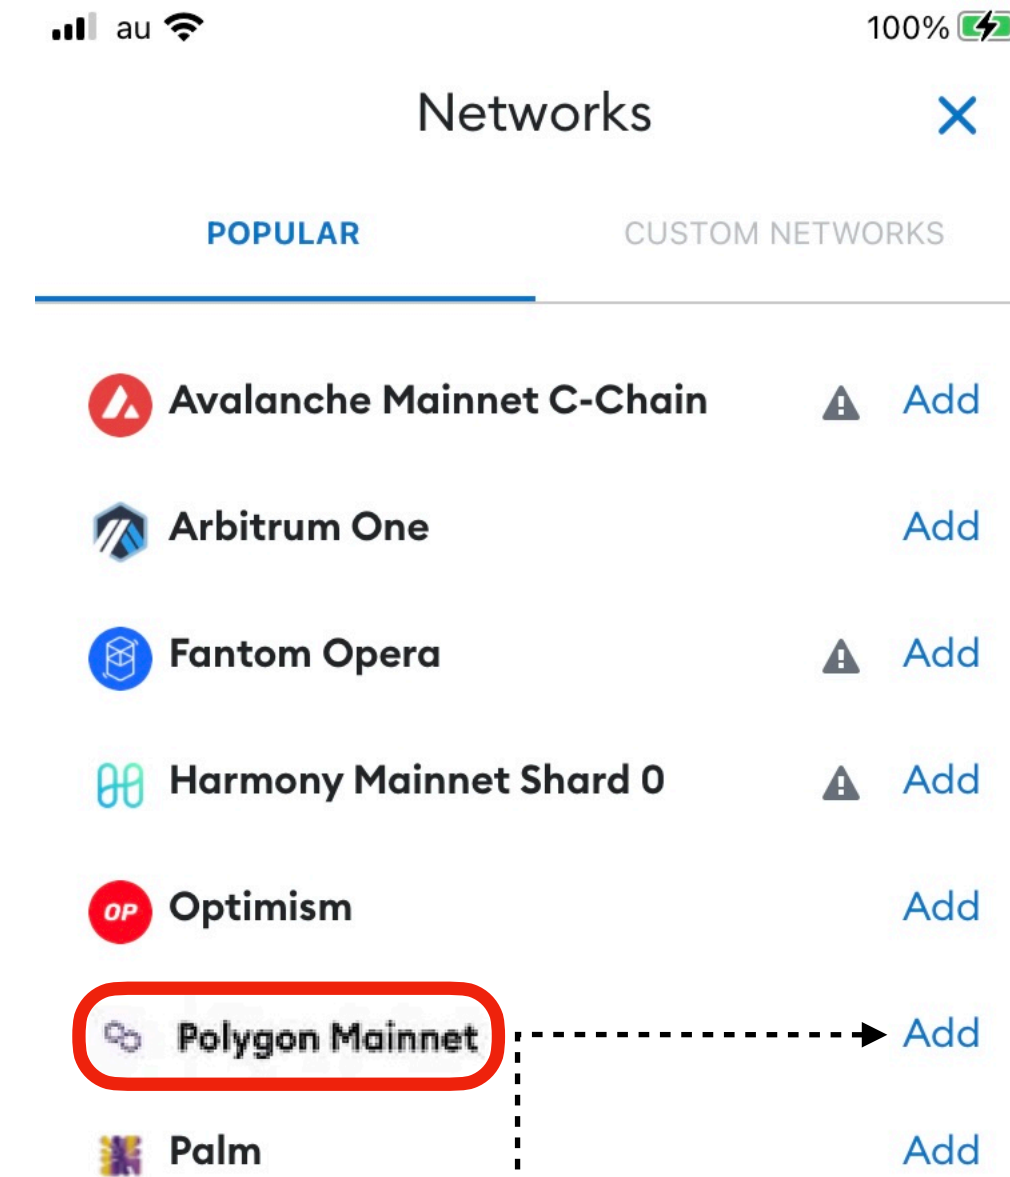 au 100%
Networks
POPULAR CUSTOM NETWORKS
Avalanche Mainnet C-Chain Add
Arbitrum One Add
Fantom Opera Add
Harmony Mainnet Shard 0 Add
OP Optimism Add
Polygon Mainnet Add
Palm Add